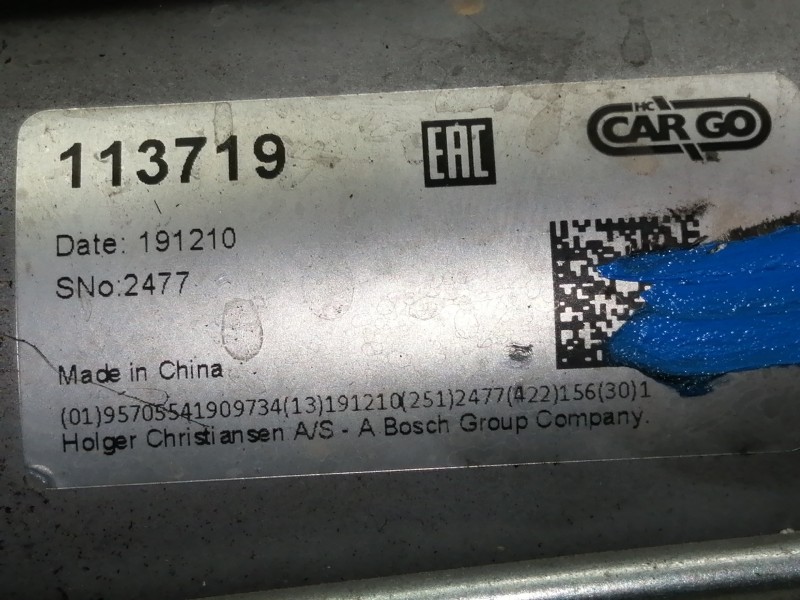 113719
EAC
HC
CARGO
Date: 191210
SNo:2477
Made in China
(01)95705541909734(13)191210(251)2477(422)156(30)1
Holger Christiansen A/S - A Bosch Group Company.